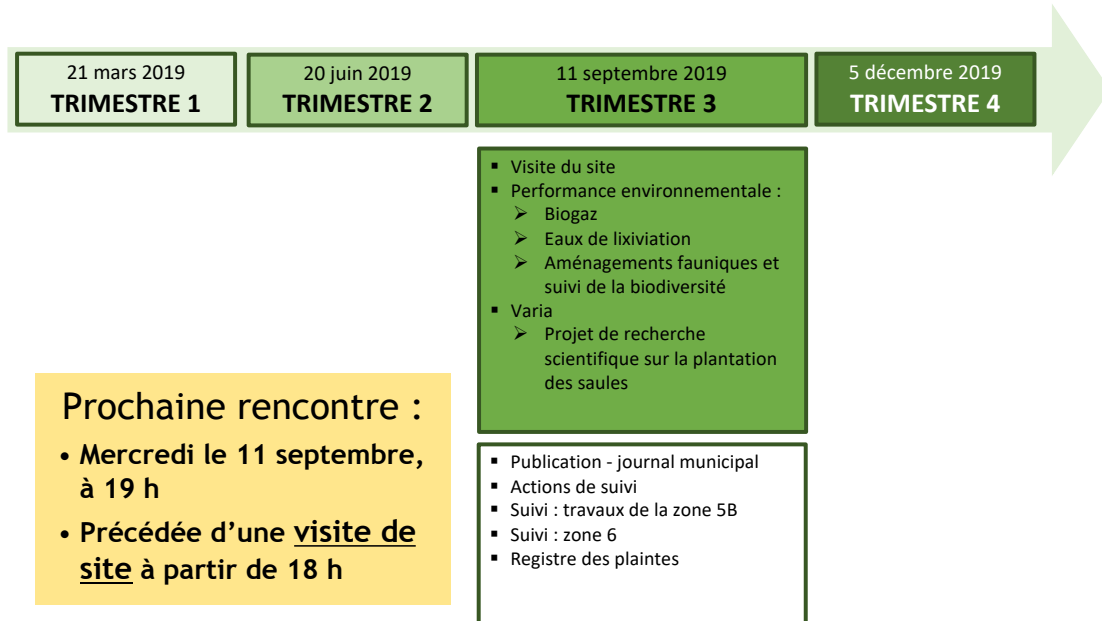 21 mars 2019
TRIMESTRE 1
20 juin 2019
TRIMESTRE 2
11 septembre 2019
TRIMESTRE 3
5 décembre 2019
TRIMESTRE 4
▪ Visite du site
▪ Performance environnementale :
➢ Biogaz
➢ Eaux de lixiviation
➢ Aménagements fauniques et
suivi de la biodiversité
▪ Varia
➢ Projet de recherche
scientifique sur la plantation
des saules
Prochaine rencontre :
• Mercredi le 11 septembre,
à 19 h
• Précédée d’une visite de
site à partir de 18 h
▪ Publication - journal municipal
▪ Actions de suivi
▪ Suivi : travaux de la zone 5B
▪ Suivi : zone 6
▪ Registre des plaintes